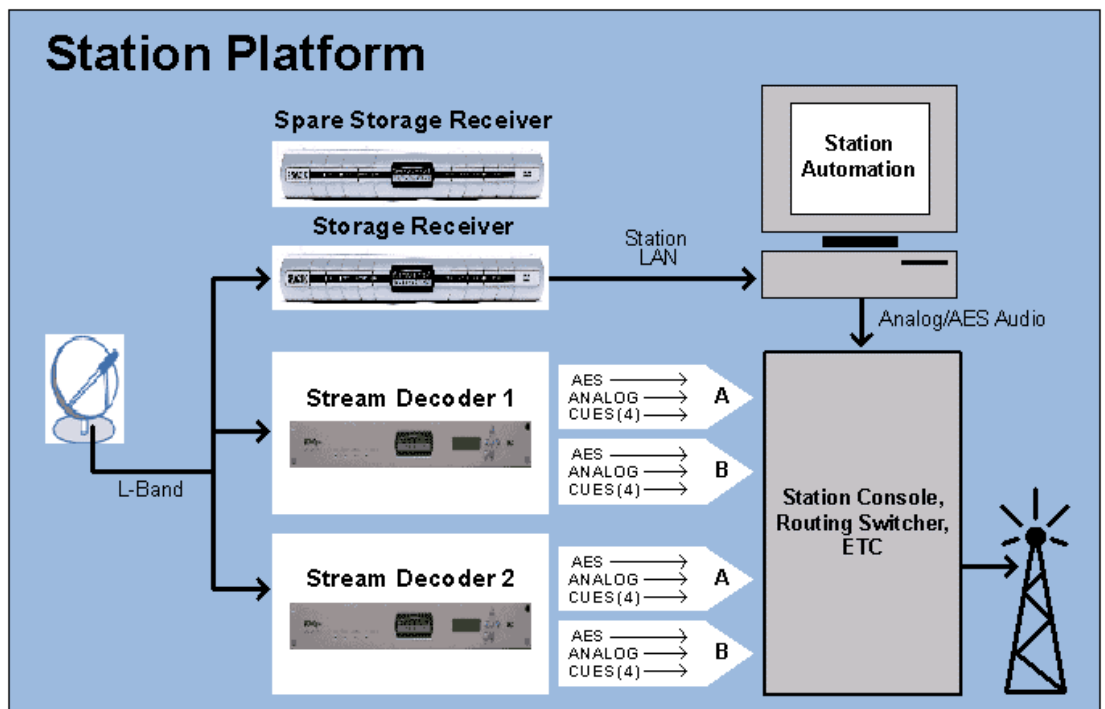 Station Platform
Spare Storage Receiver
Storage Receiver
Station
LAN
Station
Automation
Analog/AES Audio
L-Band
Stream Decoder 1
AES
ANALOG
CUES(4)
A
AES
ANALOG
CUES(4)
B
Stream Decoder 2
AES
ANALOG
CUES(4)
A
AES
ANALOG
CUES(4)
B
Station Console,
Routing Switcher,
ETC